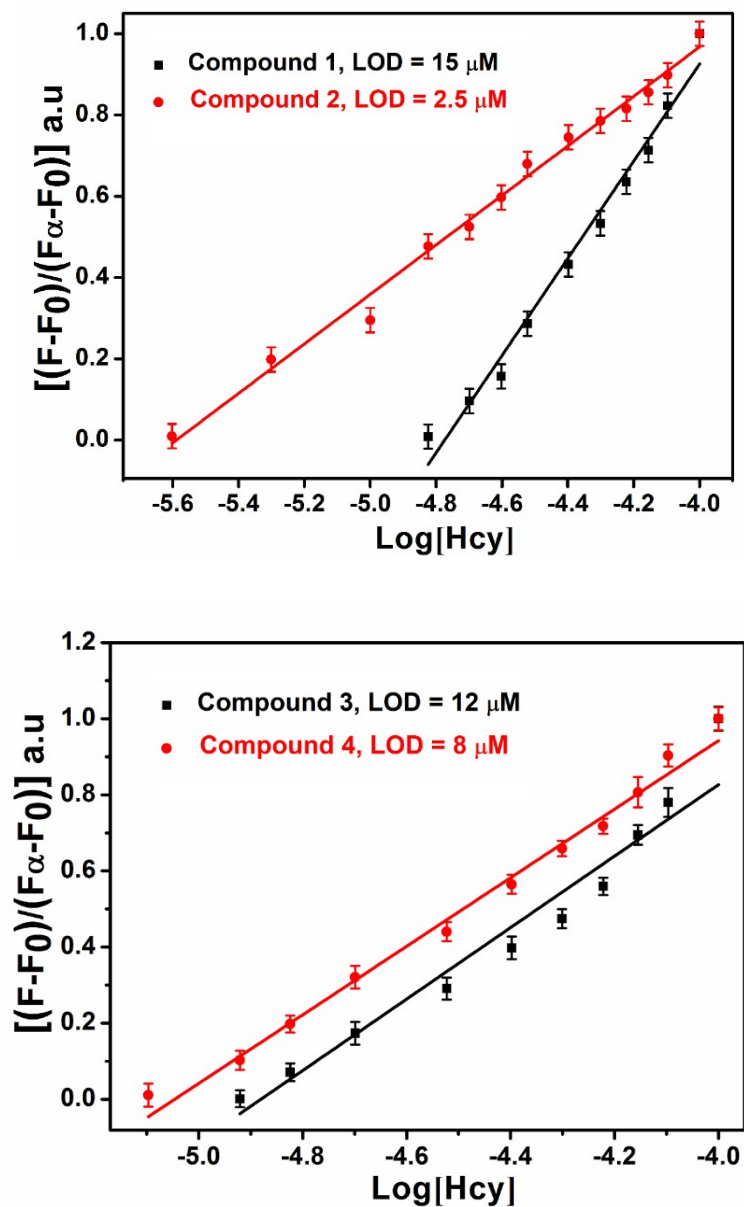 1.0
0.8
0.6
0.4
0.2
0.0
[(F-F0)/(Fα-F0)] a.u
Compound 1, LOD = 15 μM
Compound 2, LOD = 2.5 μM
-5.6 -5.4 -5.2 -5.0 -4.8 -4.6 -4.4 -4.2 -4.0
Log[Hcy]
1.2
1.0
0.8
0.6
0.4
0.2
0.0
[(F-F0)/(Fα-F0)] a.u
Compound 3, LOD = 12 μM
Compound 4, LOD = 8 μM
-5.0 -4.8 -4.6 -4.4 -4.2 -4.0
Log[Hcy]